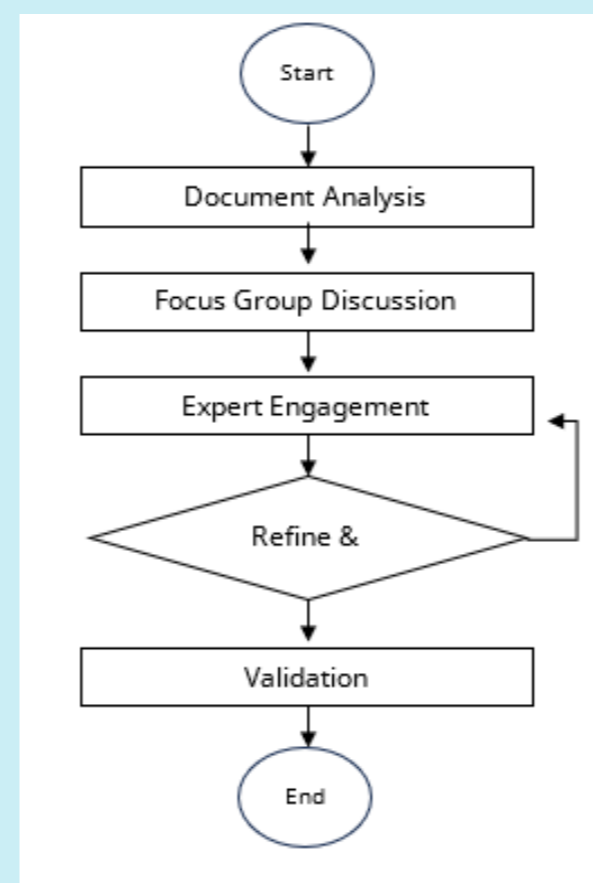 Start
Document Analysis
Focus Group Discussion
Expert Engagement
Refine &
Validation
End